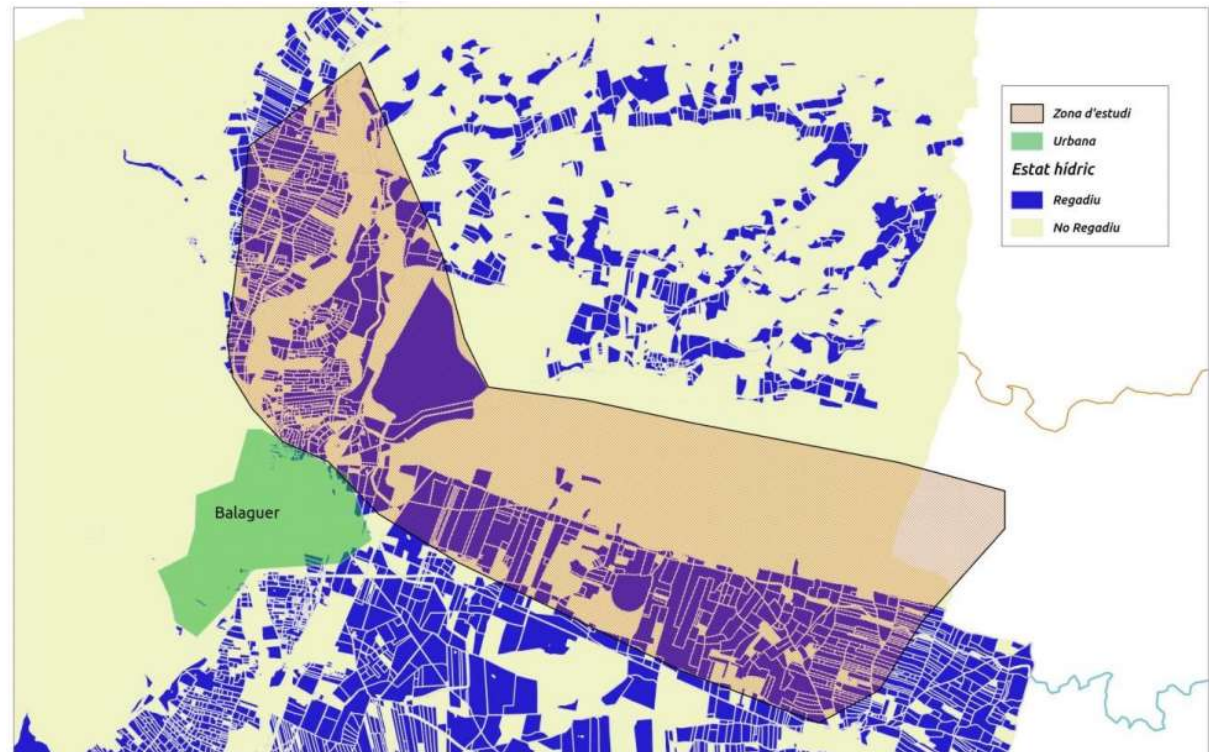 Zona d'estudi
Urbana
Estat hídric
Regadiu
No Regadiu
Balaguer